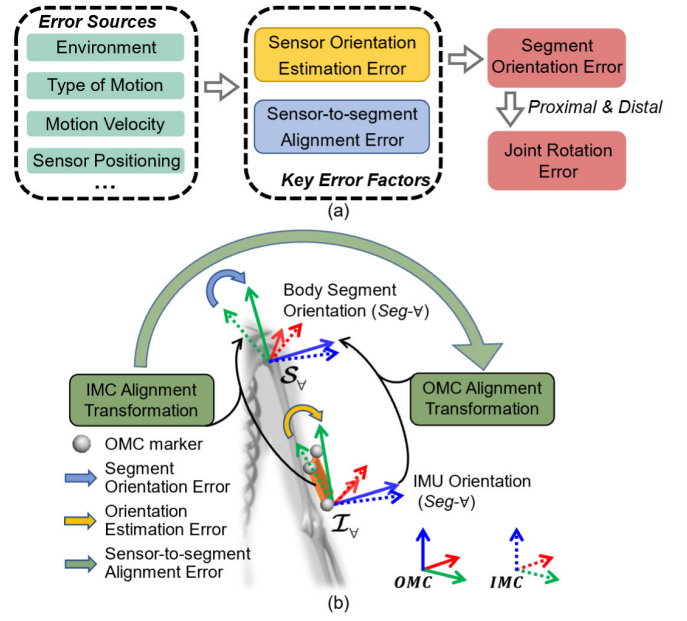 Error Sources
Environment
Type of Motion
Motion Velocity
Sensor Positioning
...
Sensor Orientation
Estimation Error
Sensor-to-segment
Alignment Error
Key Error Factors
Segment
Orientation Error
Proximal & Distal
Joint Rotation
Error
(a)
Body Segment
Orientation (Seg-∀)
S∀
IMC Alignment
Transformation
OMC Alignment
Transformation
OMC marker
Segment
Orientation Error
Orientation
Estimation Error
Sensor-to-segment
Alignment Error
IMU Orientation
(Seg-∀)
I∀
OMC
IMC
(b)